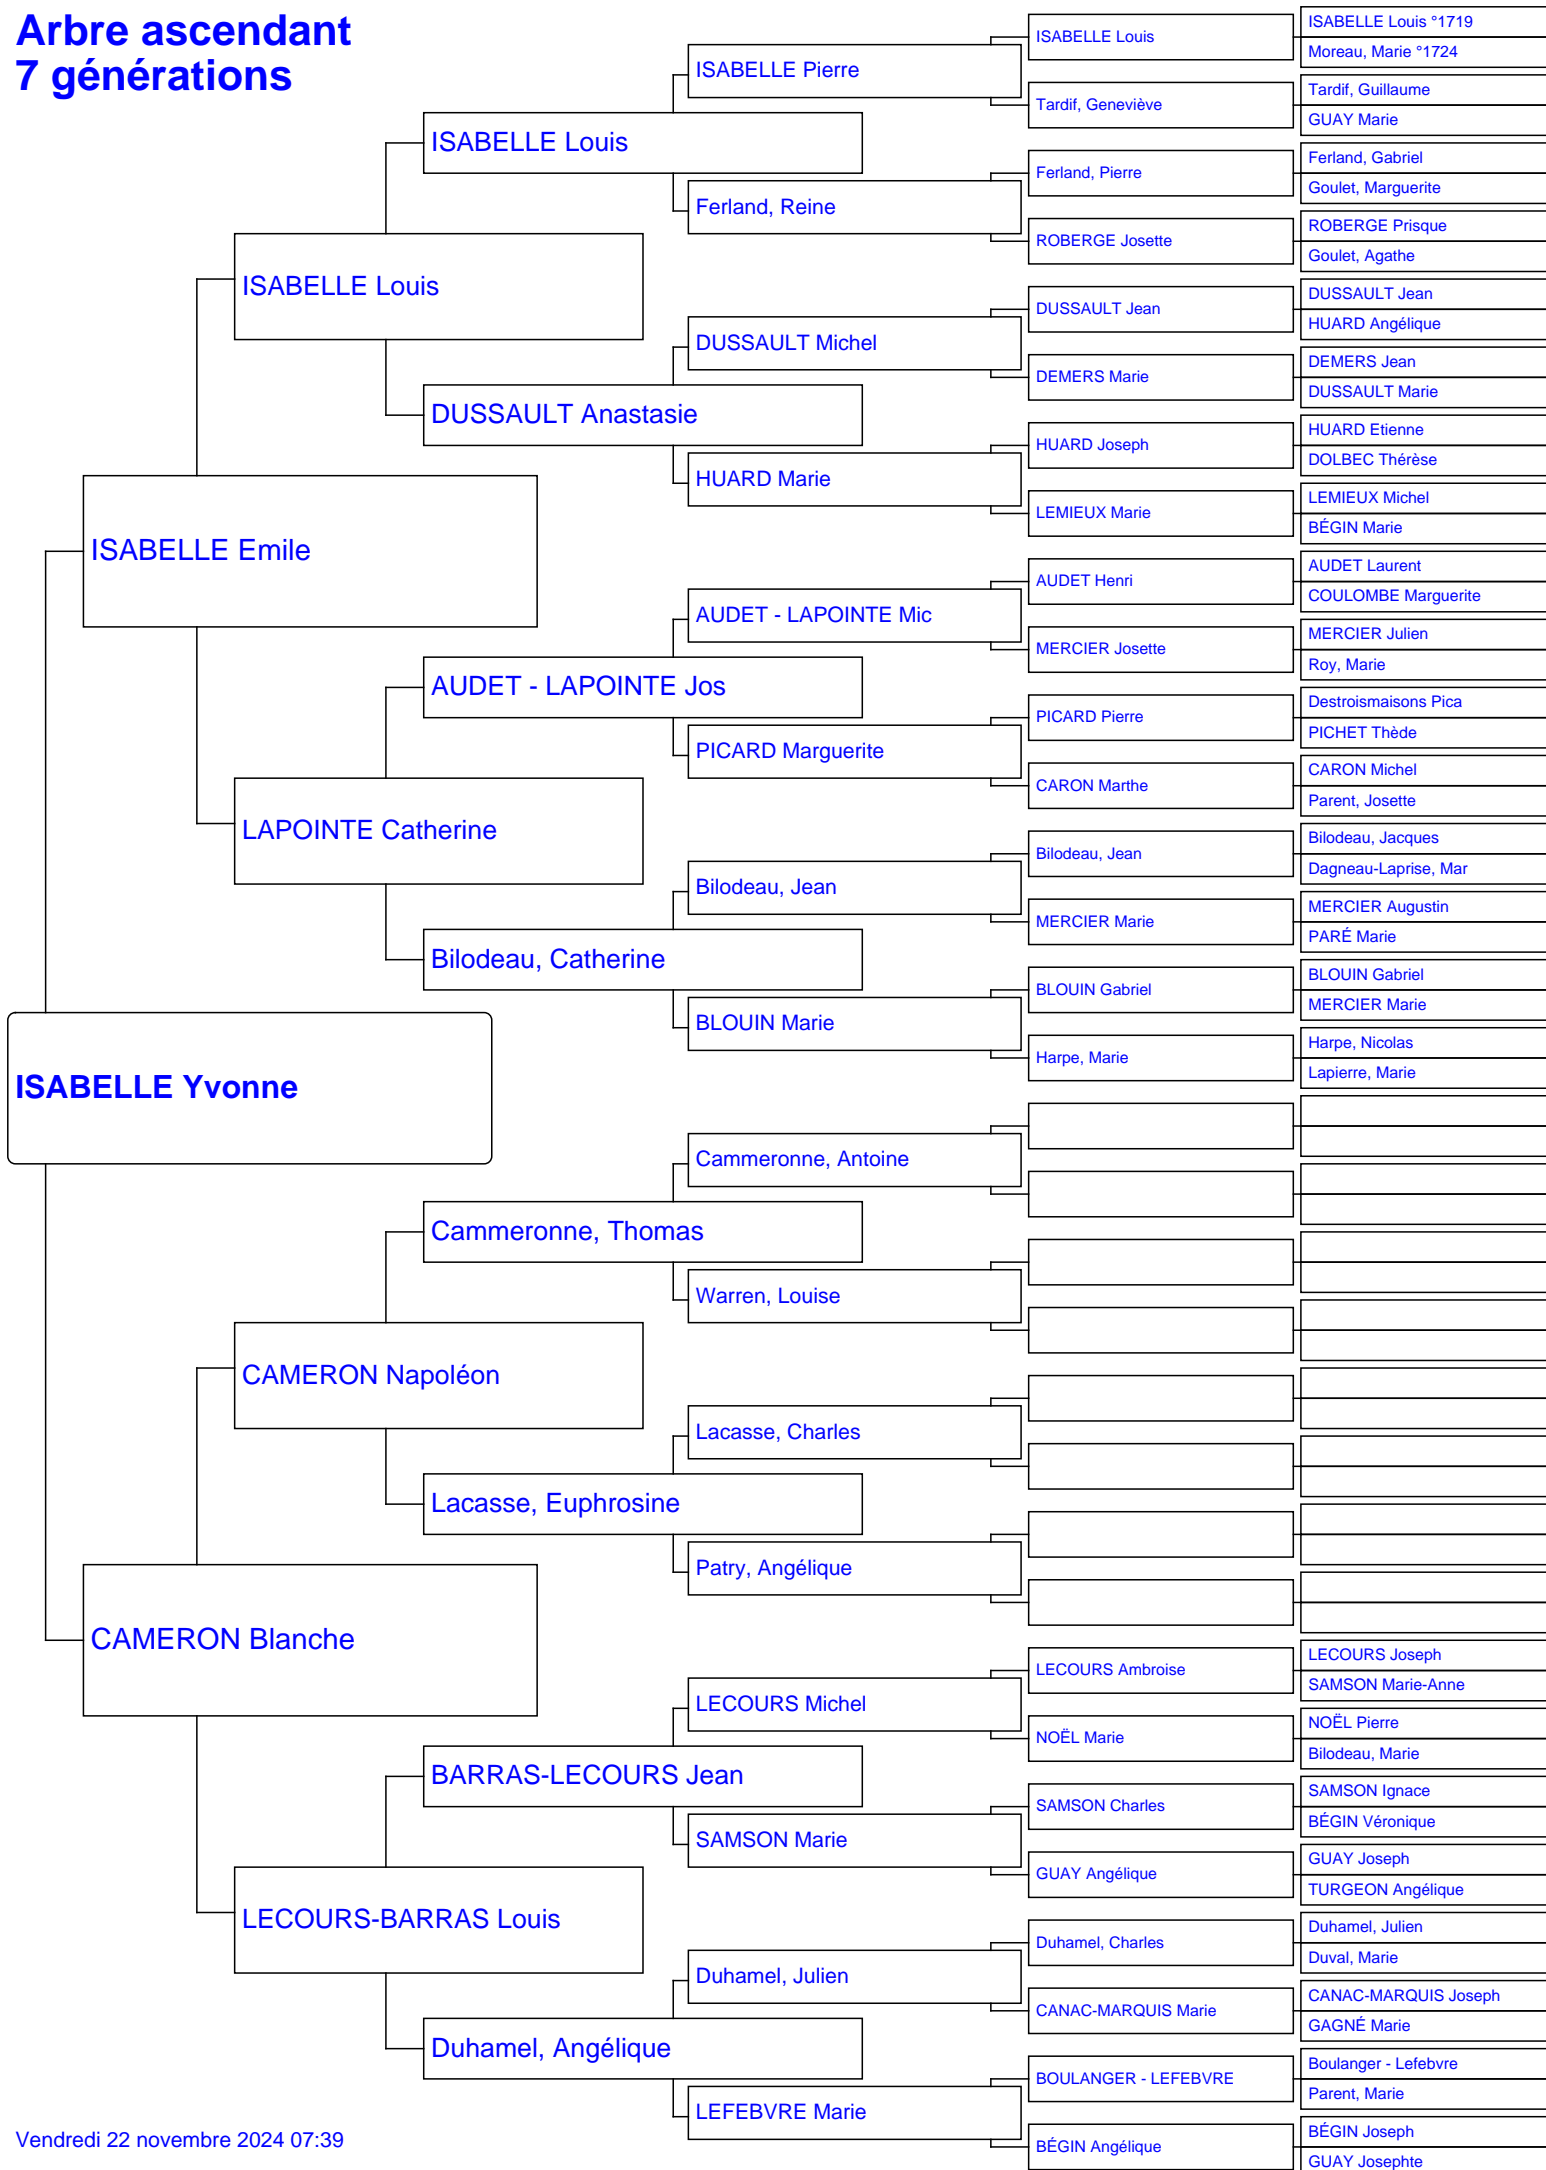 Arbre ascendant
7 générations
ISABELLE Yvonne
ISABELLE Emile
CAMERON Blanche
ISABELLE Louis
LAPOINTE Catherine
CAMERON Napoléon
LECOURS-BARRAS Louis
ISABELLE Louis
DUSSAULT Anastasie
AUDET - LAPOINTE Jos
Bilodeau, Catherine
Cammeronne, Thomas
Lacasse, Euphrosine
BARRAS-LECOURS Jean
Duhamel, Angélique
ISABELLE Pierre
Ferland, Reine
DUSSAULT Michel
HUARD Marie
AUDET - LAPOINTE Mic
PICARD Marguerite
Bilodeau, Jean
BLOUIN Marie
Cammeronne, Antoine
Warren, Louise
Lacasse, Charles
Patry, Angélique
LECOURS Michel
SAMSON Marie
Duhamel, Julien
LEFEBVRE Marie
ISABELLE Louis
Tardif, Geneviève
Ferland, Pierre
ROBERGE Josette
DUSSAULT Jean
DEMERS Marie
HUARD Joseph
LEMIEUX Marie
AUDET Henri
MERCIER Josette
PICARD Pierre
CARON Marthe
Bilodeau, Jean
MERCIER Marie
BLOUIN Gabriel
Harpe, Marie
LECOURS Ambroise
NOËL Marie
SAMSON Charles
GUAY Angélique
Duhamel, Charles
CANAC-MARQUIS Marie
BOULANGER - LEFEBVRE
BÉGIN Angélique
ISABELLE Louis °1719
Moreau, Marie °1724
Tardif, Guillaume
GUAY Marie
Ferland, Gabriel
Goulet, Marguerite
ROBERGE Prisque
Goulet, Agathe
DUSSAULT Jean
HUARD Angélique
DEMERS Jean
DUSSAULT Marie
HUARD Etienne
DOLBEC Thérèse
LEMIEUX Michel
BÉGIN Marie
AUDET Laurent
COULOMBE Marguerite
MERCIER Julien
Roy, Marie
Destroismaisons Pica
PICHET Thède
CARON Michel
Parent, Josette
Bilodeau, Jacques
Dagneau-Laprise, Mar
MERCIER Augustin
PARÉ Marie
BLOUIN Gabriel
MERCIER Marie
Harpe, Nicolas
Lapierre, Marie
LECOURS Joseph
SAMSON Marie-Anne
NOËL Pierre
Bilodeau, Marie
SAMSON Ignace
BÉGIN Véronique
GUAY Joseph
TURGEON Angélique
Duhamel, Julien
Duval, Marie
CANAC-MARQUIS Joseph
GAGNÉ Marie
Boulanger - Lefebvre
Parent, Marie
BÉGIN Joseph
GUAY Josephte
Vendredi 22 novembre 2024 07:39